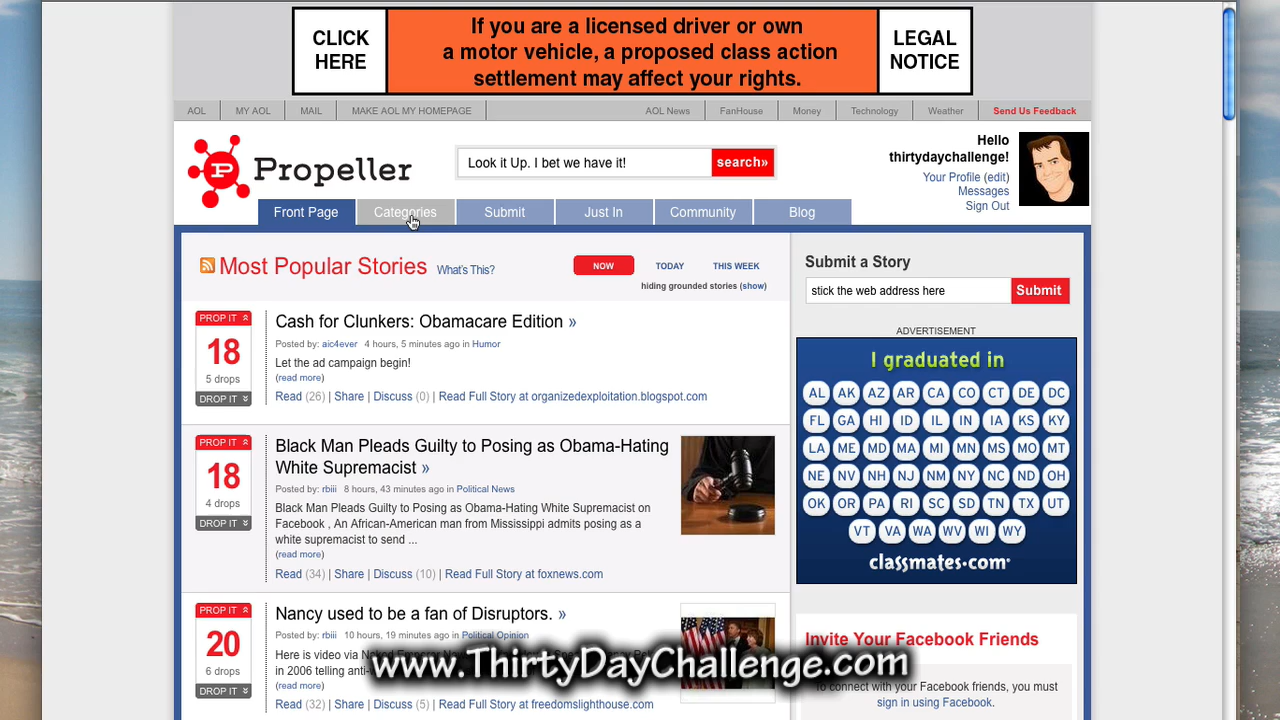 CLICK
HERE
If you are a licensed driver or own
a motor vehicle, a proposed class action
settlement may affect your rights.
LEGAL
NOTICE
AOL
MY AOL
MAIL
MAKE AOL MY HOMEPAGE
AOL News
FanHouse
Money
Technology
Weather
Send Us Feedback
P Propeller
Look it Up. I bet we have it!
search»
Hello
thirtydaychallenge!
Your Profile (edit)
Messages
Sign Out
Front Page
Categories
Submit
Just In
Community
Blog
Most Popular Stories What's This?
NOW
TODAY
THIS WEEK
hiding grounded stories (show)
PROP IT
18
5 drops
DROP IT
Cash for Clunkers: Obamacare Edition »
Posted by: aic4ever 4 hours, 5 minutes ago in Humor
Let the ad campaign begin!
(read more)
Read (26) | Share | Discuss (0) | Read Full Story at organizedexploitation.blogspot.com
PROP IT
18
4 drops
DROP IT
Black Man Pleads Guilty to Posing as Obama-Hating
White Supremacist »
Posted by: rbiii 8 hours, 43 minutes ago in Political News
Black Man Pleads Guilty to Posing as Obama-Hating White Supremacist on
Facebook , An African-American man from Mississippi admits posing as a
white supremacist to send ...
(read more)
Read (34) | Share | Discuss (10) | Read Full Story at foxnews.com
PROP IT
20
6 drops
DROP IT
Nancy used to be a fan of Disruptors. »
Posted by: rbiii 10 hours, 19 minutes ago in Political Opinion
Here is video via
in 2006 telling
(read more)
Read (32) | Share | Discuss (5) | Read Full Story at freedomslighthouse.com
Submit a Story
stick the web address here
Submit
ADVERTISEMENT
I graduated in
AL AK AZ AR CA CO CT DE DC
FL GA HI ID IL IN IA KS KY
LA ME MD MA MI MN MS MO MT
NE NV NH NJ NM NY NC ND OH
OK OR PA RI SC SD TN TX UT
VT VA WA WV WI WY
classmates.com
Invite Your Facebook Friends
To connect with your Facebook friends, you must
sign in using Facebook.
www.ThirtyDayChallenge.com